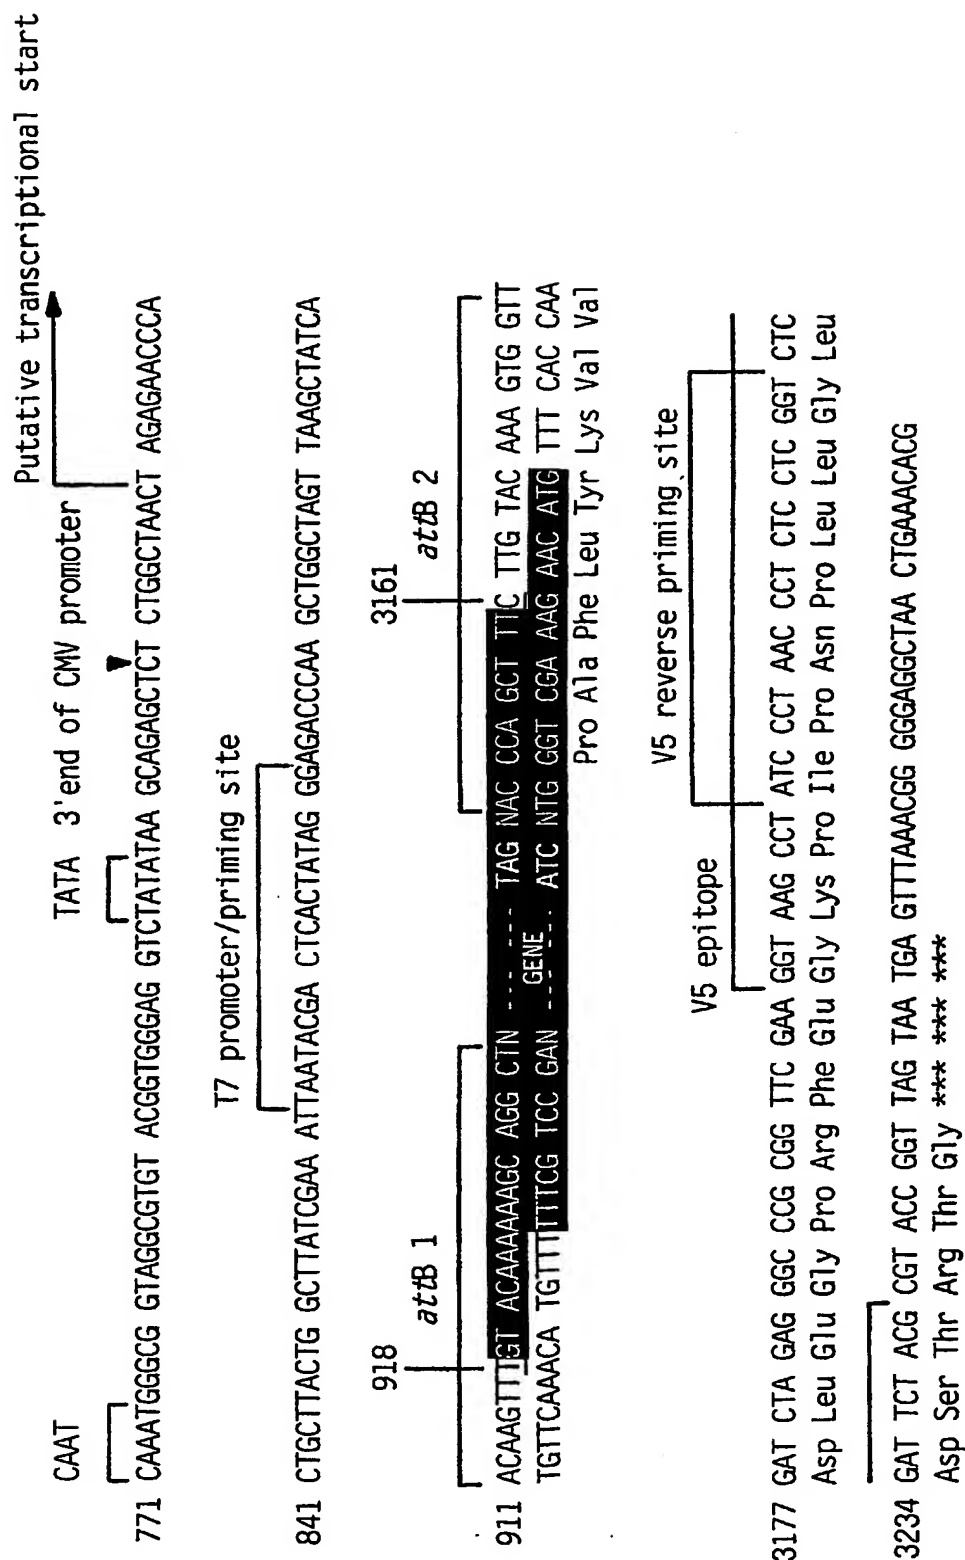 Putative transcriptional start
CAAT TATA 3'end of CMV promoter
771 CAAATGGGCG GTAGGCGTGT ACGGTGGGAG GTCTATATAA GCAGAGCTCT CTGGCTAACT AGAGAACCCA
T7 promoter/priming site
841 CTGCTTACTG GCTTATCGAA ATTAATACGA CTCACTATAG GGAGACCCAA GCTGGCTAGT TAAGCTATCA
918 attB 1 3161 attB 2
911 ACAAGTTTGT ACAAAAAAGC AGG CTN --- --- TAG NAC CCA GCT TTC TTG TAC AAA GTG GTT
GENE
TGTTCAAACA TGTTTTTTCG TCC GAN --- --- ATC NTG GGT CGA AAG AAC ATG TTT CAC CAA
Pro Ala Phe Leu Tyr Lys Val Val
V5 epitope V5 reverse priming site
3177 GAT CTA GAG GGC CCG CGG TTC GAA GGT AAG CCT ATC CCT AAC CCT CTC CTC GGT CTC
Asp Leu Glu Gly Pro Arg Phe Glu Gly Lys Pro Ile Pro Asn Pro Leu Leu Gly Leu
3234 GAT TCT ACG CGT ACC GGT TAG TAA TGA GTTTAAACGG GGGAGGCTAA CTGAAACACG
Asp Ser Thr Arg Thr Gly *** *** ***